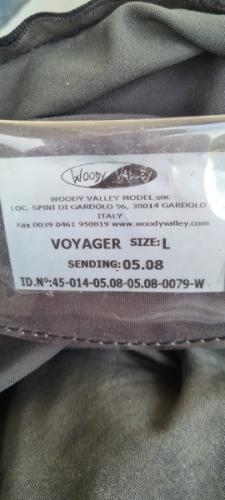 WOODY VALLEY
WOODY VALLEY MODEL snc
LOC. SPINI DI GARDOLO 96, 38014 GARDOLO
ITALY
Fax 0039 0461 950819 www.woodyvalley.com
VOYAGER SIZE: L
SENDING: 05.08
ID.N°:45-014-05.08-05.08-0079-W